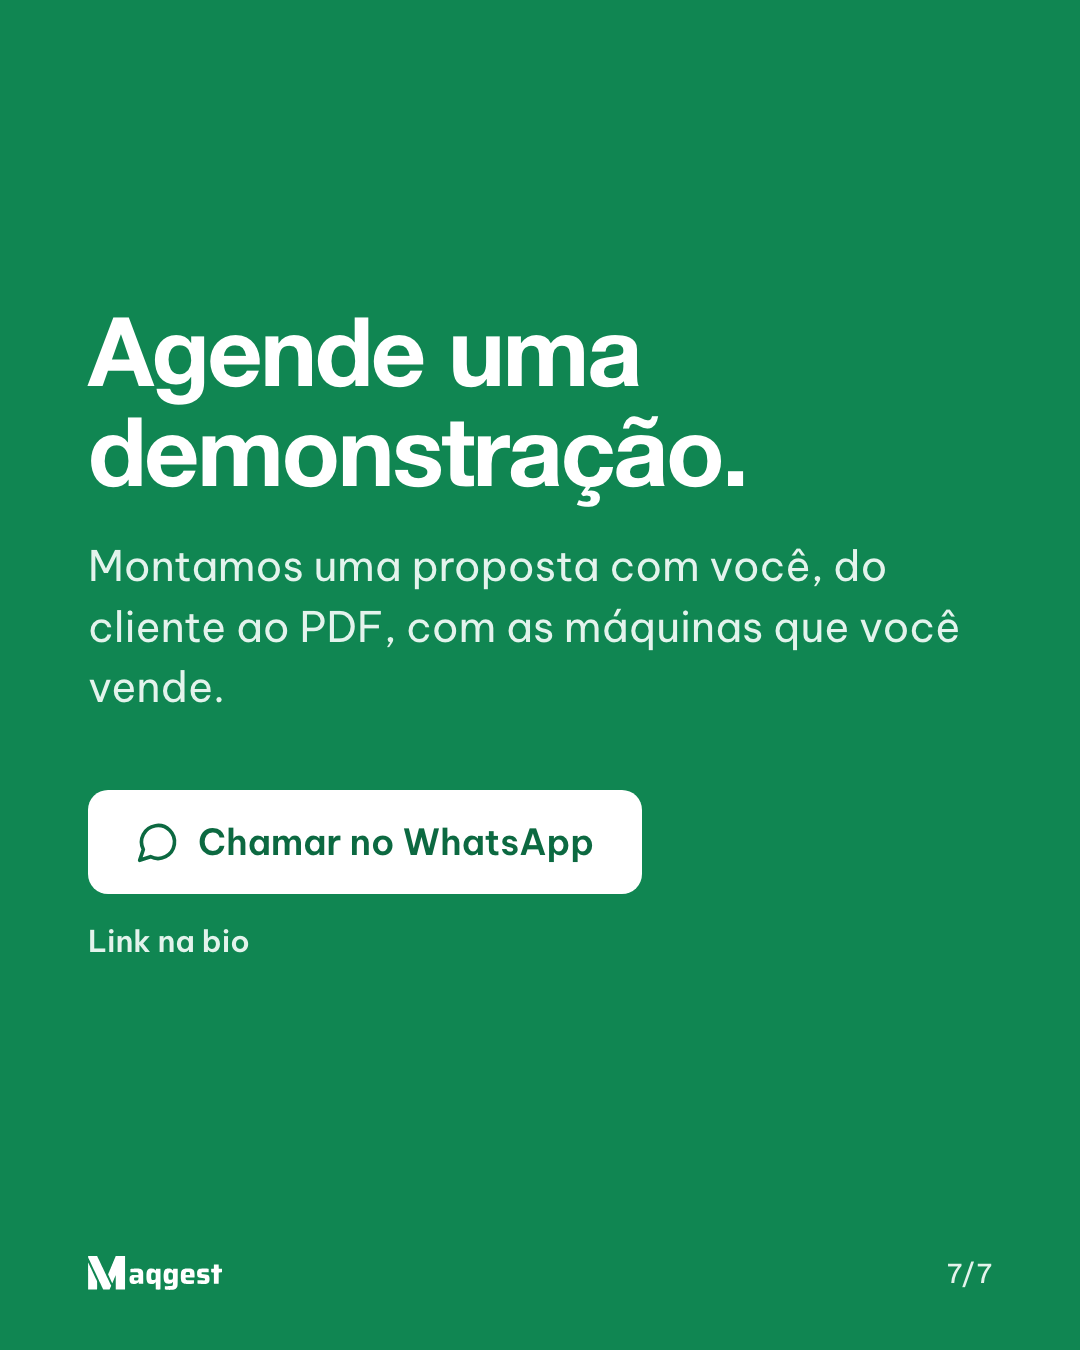 Agende uma
demonstração.
Montamos uma proposta com você, do
cliente ao PDF, com as máquinas que você
vende.
Chamar no WhatsApp
Link na bio
Maqgest
7/7